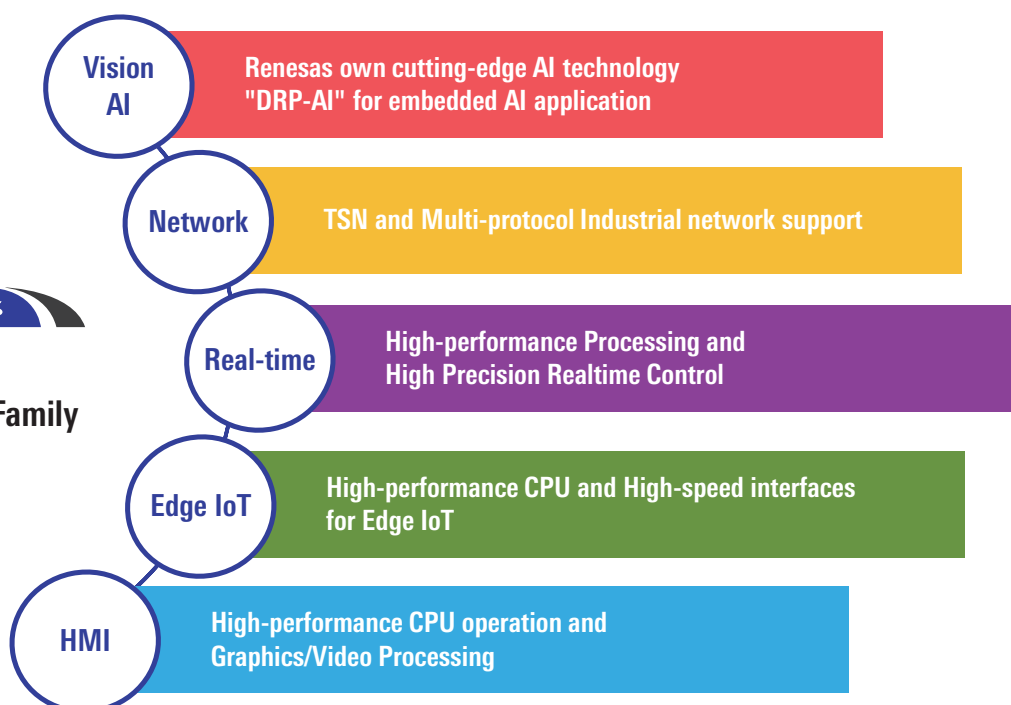 Vision
AI
Renesas own cutting-edge AI technology
"DRP-AI" for embedded AI application
Network
TSN and Multi-protocol Industrial network support
Real-time
High-performance Processing and
High Precision Realtime Control
Family
Edge IoT
High-performance CPU and High-speed interfaces
for Edge IoT
HMI
High-performance CPU operation and
Graphics/Video Processing